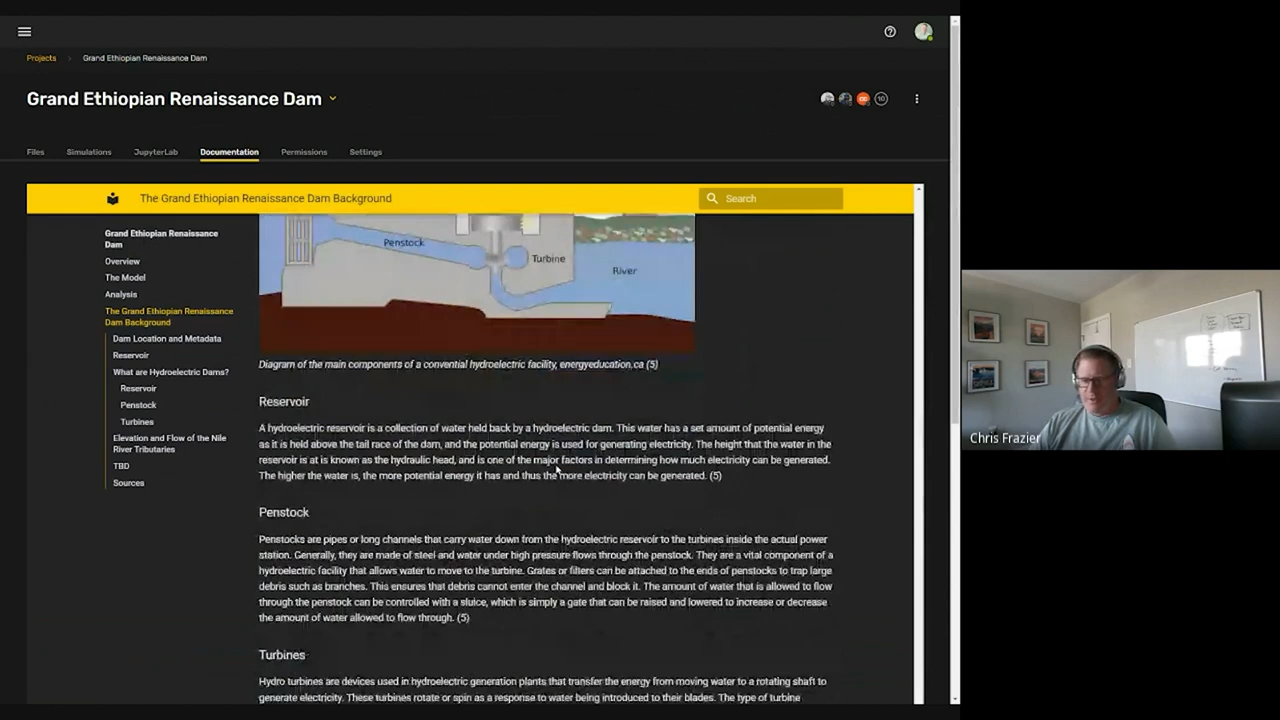 Projects > Grand Ethiopian Renaissance Dam
Grand Ethiopian Renaissance Dam
10
Files Simulations JupyterLab Documentation Permissions Settings
The Grand Ethiopian Renaissance Dam Background
Search
Grand Ethiopian Renaissance
Dam
Overview
The Model
Analysis
The Grand Ethiopian Renaissance
Dam Background
Dam Location and Metadata
Reservoir
What are Hydroelectric Dams?
Reservoir
Penstock
Turbines
Elevation and Flow of the Nile
River Tributaries
TBD
Sources
Penstock
Turbine
River
Diagram of the main components of a convential hydroelectric facility, energyeducation.ca (5)
Reservoir
A hydroelectric reservoir is a collection of water held back by a hydroelectric dam. This water has a set amount of potential energy
as it is held above the tail race of the dam, and the potential energy is used for generating electricity. The height that the water in the
reservoir is at is known as the hydraulic head, and is one of the major factors in determining how much electricity can be generated.
The higher the water is, the more potential energy it has and thus the more electricity can be generated. (5)
Penstock
Penstocks are pipes or long channels that carry water down from the hydroelectric reservoir to the turbines inside the actual power
station. Generally, they are made of steel and water under high pressure flows through the penstock. They are a vital component of a
hydroelectric facility that allows water to move to the turbine. Grates or filters can be attached to the ends of penstocks to trap large
debris such as branches. This ensures that debris cannot enter the channel and block it. The amount of water that is allowed to flow
through the penstock can be controlled with a sluice, which is simply a gate that can be raised and lowered to increase or decrease
the amount of water allowed to flow through. (5)
Turbines
Hydro turbines are devices used in hydroelectric generation plants that transfer the energy from moving water to a rotating shaft to
generate electricity. These turbines rotate or spin as a response to water being introduced to their blades. The type of turbine
Chris Frazier